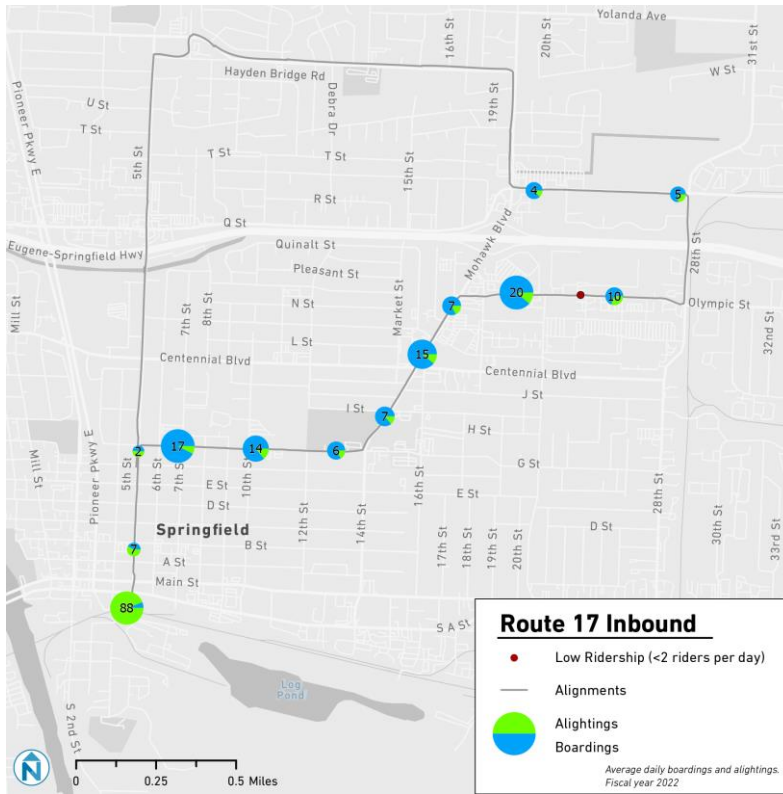 Yolanda Ave
16th St
20th St
31st St
W St
Hayden Bridge Rd
Pioneer Pkwy E
U St
T St
Debra Dr
19th St
5th St
T St
T St
15th St
4
5
R St
Mohawk Blvd
Q St
Quinalt St
Eugene-Springfield Hwy
28th St
Pleasant St
Market St
Mill St
7th St
8th St
N St
7
20
10
Olympic St
L St
32nd St
Centennial Blvd
15
Centennial Blvd
J St
I St
7
H St
2
17
14
6
G St
Mill St
Pioneer Pkwy E
5th St
6th St
7th St
10th St
E St
D St
16th St
E St
28th St
12th St
14th St
Springfield
B St
D St
17th St
18th St
19th St
20th St
30th St
33rd St
7
A St
Main St
88
S A St
Log
Pond
S 2nd St
N
0 0.25 0.5 Miles
Route 17 Inbound
Low Ridership (<2 riders per day)
Alignments
Alightings
Boardings
Average daily boardings and alightings.
Fiscal year 2022